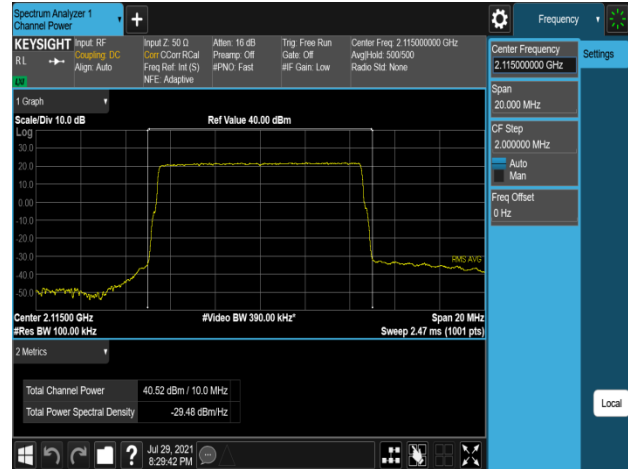 Spectrum Analyzer 1
Channel Power
+
Frequency
KEYSIGHT
RL
LW
Input: RF
Coupling: DC
Align: Auto
Input Z: 50 Ω
Corr CCorr RCal
Freq Ref: Int (S)
NFE: Adaptive
Atten: 16 dB
Preamp: Off
#PNO: Fast
Trig: Free Run
Gate: Off
#IF Gain: Low
Center Freq: 2.115000000 GHz
Avg|Hold: 500/500
Radio Std: None
Center Frequency
2.115000000 GHz
Settings
Span
20.000 MHz
CF Step
2.000000 MHz
Auto
Man
Freq Offset
0 Hz
Local
1 Graph
Scale/Div 10.0 dB
Ref Value 40.00 dBm
Log
30.0
20.0
10.0
0.00
-10.0
-20.0
-30.0
-40.0
-50.0
RMS AVG
Center 2.11500 GHz
#Video BW 390.00 kHz*
Span 20 MHz
#Res BW 100.00 kHz
Sweep 2.47 ms (1001 pts)
2 Metrics
Total Channel Power
40.52 dBm / 10.0 MHz
Total Power Spectral Density
-29.48 dBm/Hz
?
Jul 29, 2021
8:29:42 PM